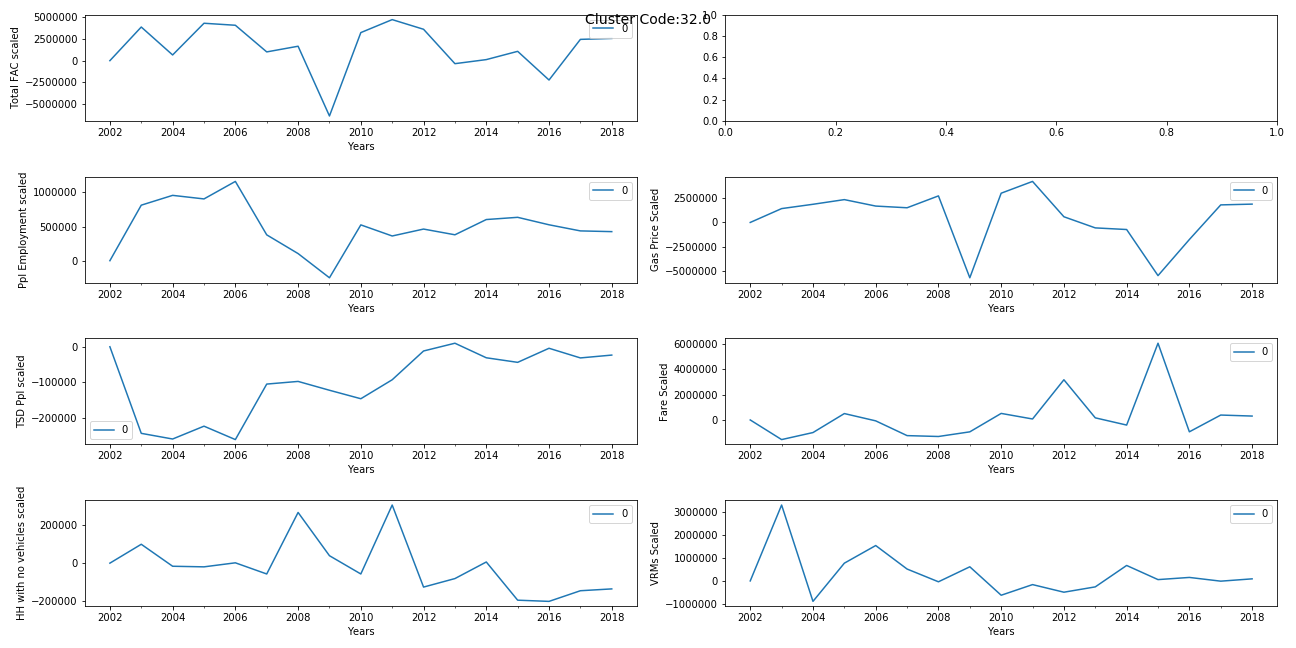 Cluster Code:32.0
Total FAC scaled
5000000
2500000
0
−2500000
−5000000
0
2002 2004 2006 2008 2010 2012 2014 2016 2018
Years
1.0
0.8
0.6
0.4
0.2
0.0
0.0 0.2 0.4 0.6 0.8 1.0
Ppl Employment scaled
1000000
500000
0
0
2002 2004 2006 2008 2010 2012 2014 2016 2018
Years
Gas Price Scaled
2500000
0
−2500000
−5000000
0
2002 2004 2006 2008 2010 2012 2014 2016 2018
Years
TSD Ppl scaled
0
−100000
−200000
0
2002 2004 2006 2008 2010 2012 2014 2016 2018
Years
Fare Scaled
6000000
4000000
2000000
0
0
2002 2004 2006 2008 2010 2012 2014 2016 2018
Years
HH with no vehicles scaled
200000
0
−200000
0
2002 2004 2006 2008 2010 2012 2014 2016 2018
Years
VRMs Scaled
3000000
2000000
1000000
0
−1000000
0
2002 2004 2006 2008 2010 2012 2014 2016 2018
Years